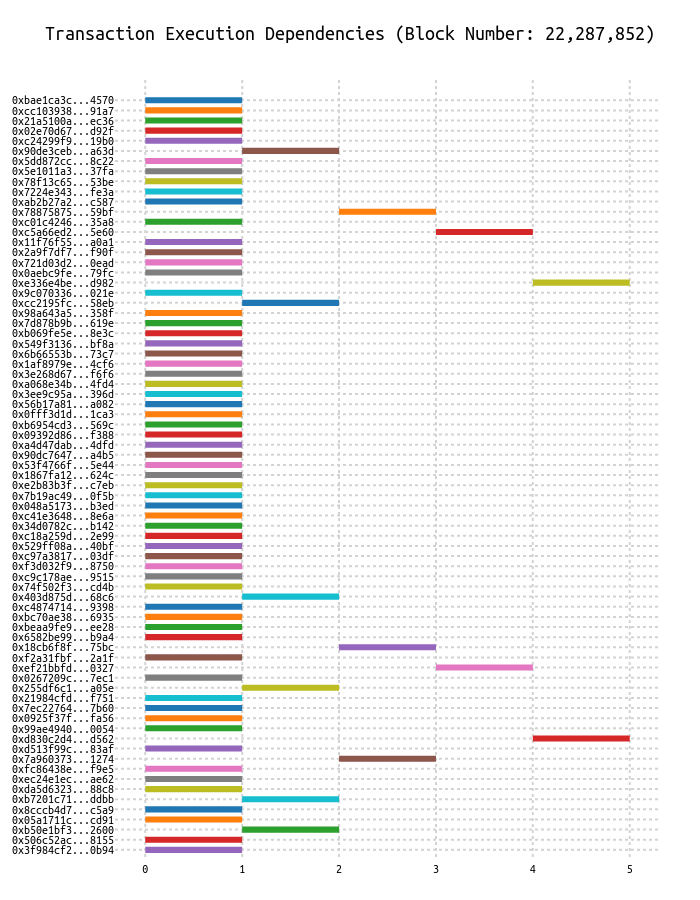 Transaction Execution Dependencies (Block Number: 22,287,852)
0xbae1ca3c...4570
0xcc103938...91a7
0x21a5100a...ec36
0x02e70d67...d92f
0xc24299f9...19b0
0x90de3ceb...a63d
0x5dd872cc...8c22
0x5e1011a3...37fa
0x78f13c65...53be
0x7224e343...fe3a
0xab2b27a2...c587
0x78875875...59bf
0xc01c4246...35a8
0xc5a66ed2...5e60
0x11f76f55...a0a1
0x2a9f7df7...f90f
0x721d03d2...0ead
0x0aebc9fe...79fc
0xe336e4be...d982
0x9c070336...021e
0xcc2195fc...58eb
0x98a643a5...358f
0x7d878b9b...619e
0xb069fe5e...8e3c
0x549f3136...bf8a
0x6b66553b...73c7
0x1af8979e...4cf6
0x3e268d67...f6f6
0xa068e34b...4fd4
0x3ee9c95a...396d
0x56b17a81...a082
0x0fff3d1d...1ca3
0xb6954cd3...569c
0x09392d86...f388
0xa4d47dab...4dfd
0x90dc7647...a4b5
0x53f4766f...5e44
0x1867fa12...624c
0xe2b83b3f...c7eb
0x7b19ac49...0f5b
0x048a5173...b3ed
0xc41e3648...8e6a
0x34d0782c...b142
0xc18a259d...2e99
0x529ff08a...40bf
0xc97a3817...03df
0xf3d032f9...8750
0xc9c178ae...9515
0x74f502f3...cd4b
0x403d875d...68c6
0xc4874714...9398
0xbc70ae38...6935
0xbeaa9fe9...ee28
0x6582be99...b9a4
0x18cb6f8f...75bc
0xf2a31fbf...2a1f
0xef21bbfd...0327
0x0267209c...7ec1
0x255df6c1...a05e
0x21984cfd...f751
0x7ec22764...7b60
0x0925f37f...fa56
0x99ae4940...0054
0xd830c2d4...d562
0xd513f99c...83af
0x7a960373...1274
0xfc86438e...f9e5
0xec24e1ec...ae62
0xda5d6323...88c8
0xb7201c71...ddbb
0x8cccb4d7...c5a9
0x05a1711c...cd91
0xb50e1bf3...2600
0x506c52ac...8155
0x3f984cf2...0b94
0 1 2 3 4 5